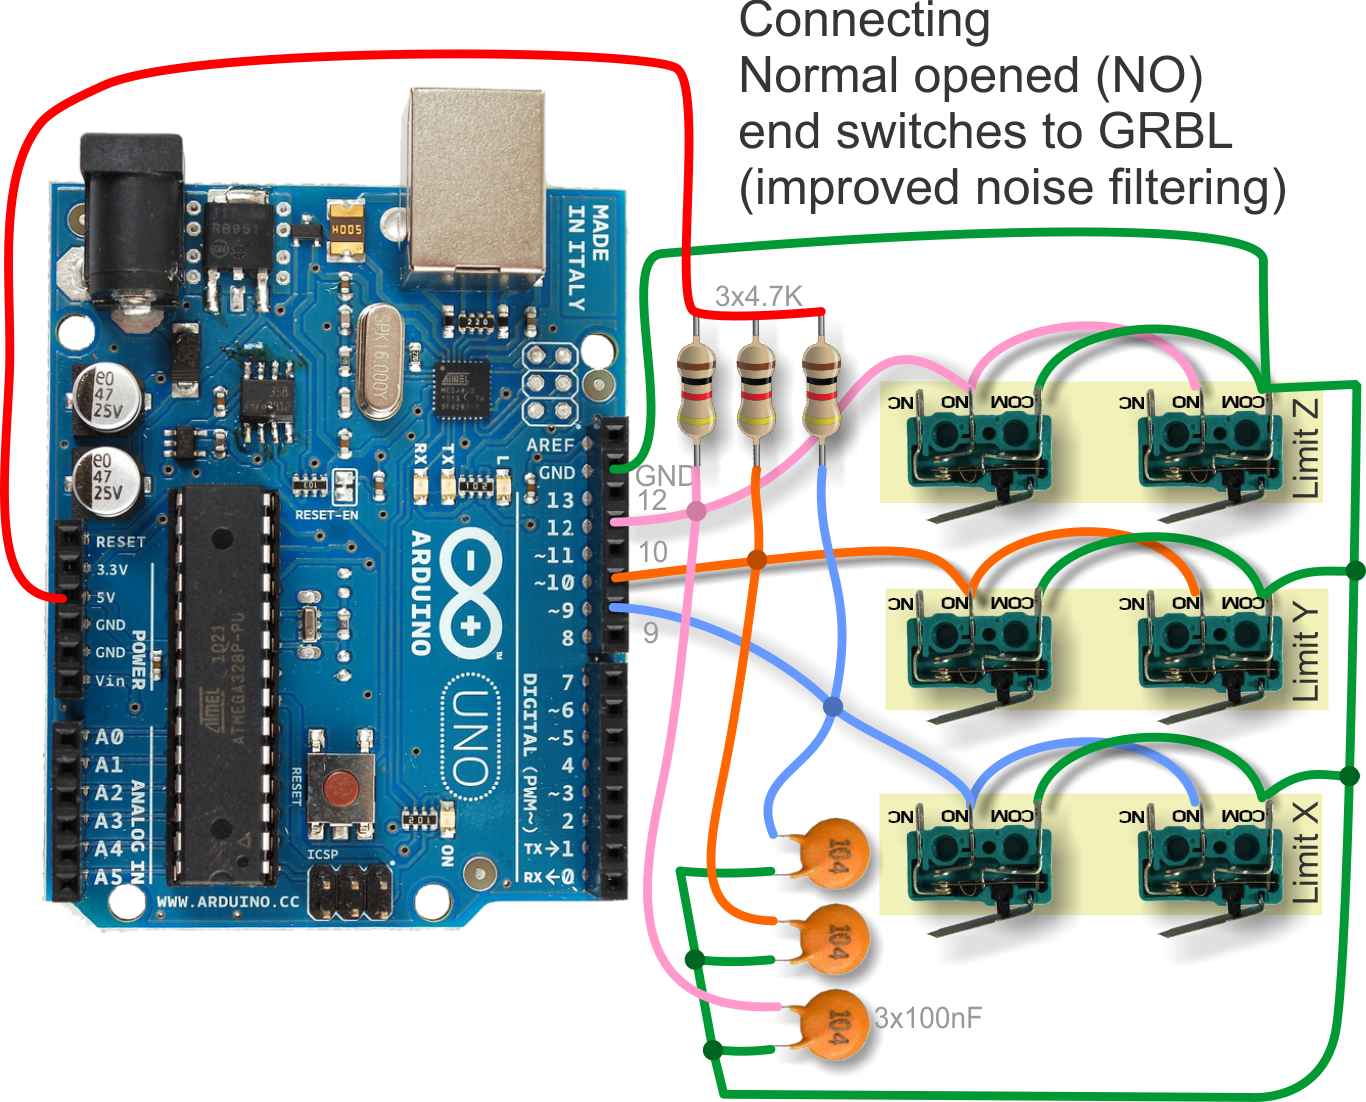 Connecting
Normal opened (NO)
end switches to GRBL
(improved noise filtering)
MADE
IN ITALY
3x4.7K
AREF
GND
13
12
~11
~10
~9
8
7
~6
~5
4
~3
2
TX→1
RX←0
GND
12
10
9
RX
TX
L
RESET-EN
ARDUINO
UNO
DIGITAL (PWM~)
RESET
3.3V
5V
GND
GND
Vin
POWER
A0
A1
A2
A3
A4
A5
ANALOG IN
ATMEL
ATMEGA328P-PU
1021
RESET
ICSP
ON
WWW.ARDUINO.CC
SPK16.000Y
47
25V
47
25V
NC
NO
COM
NC
NO
COM
Limit Z
NC
NO
COM
NC
NO
COM
Limit Y
NC
NO
COM
NC
NO
COM
Limit X
104
104
104
3x100nF